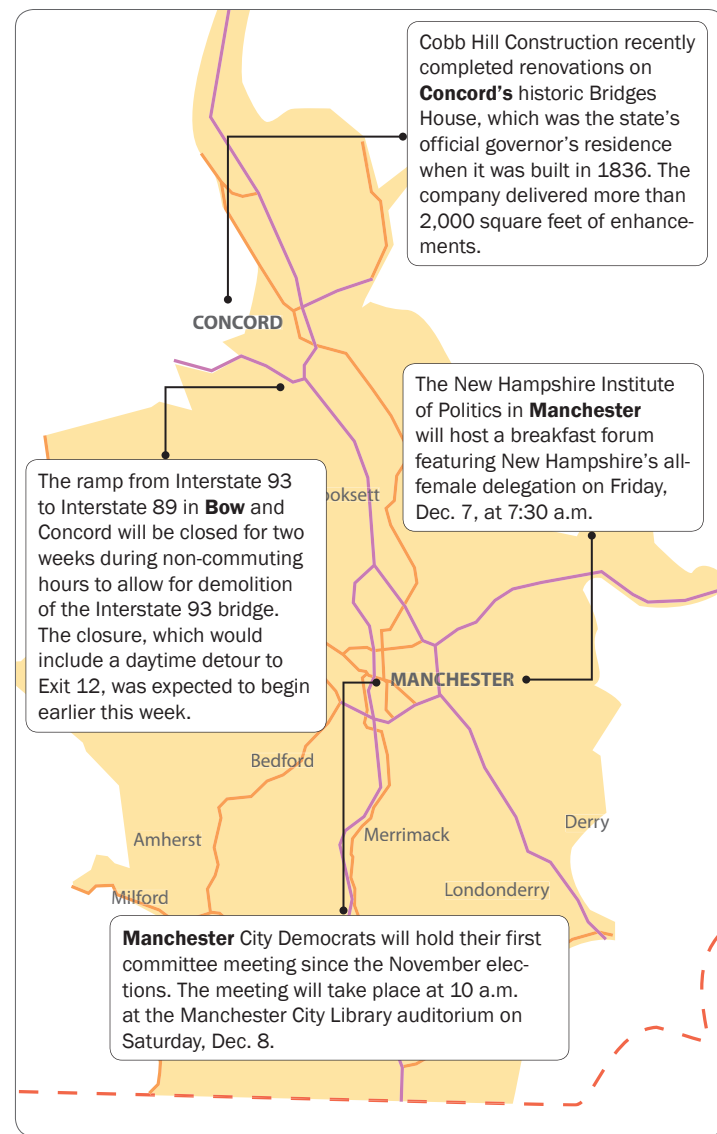 Cobb Hill Construction recently
completed renovations on
Concord's historic Bridges
House, which was the state's
official governor's residence
when it was built in 1836. The
company delivered more than
2,000 square feet of enhance-
ments.
CONCORD
The New Hampshire Institute
of Politics in Manchester
will host a breakfast forum
featuring New Hampshire's all-
female delegation on Friday,
Dec. 7, at 7:30 a.m.
The ramp from Interstate 93
to Interstate 89 in Bow and
Concord will be closed for two
weeks during non-commuting
hours to allow for demolition
of the Interstate 93 bridge.
The closure, which would
include a daytime detour to
Exit 12, was expected to begin
earlier this week.
ooksett
MANCHESTER
Bedford
Amherst
Merrimack
Derry
Milford
Londonderry
Manchester City Democrats will hold their first
committee meeting since the November elec-
tions. The meeting will take place at 10 a.m.
at the Manchester City Library auditorium on
Saturday, Dec. 8.